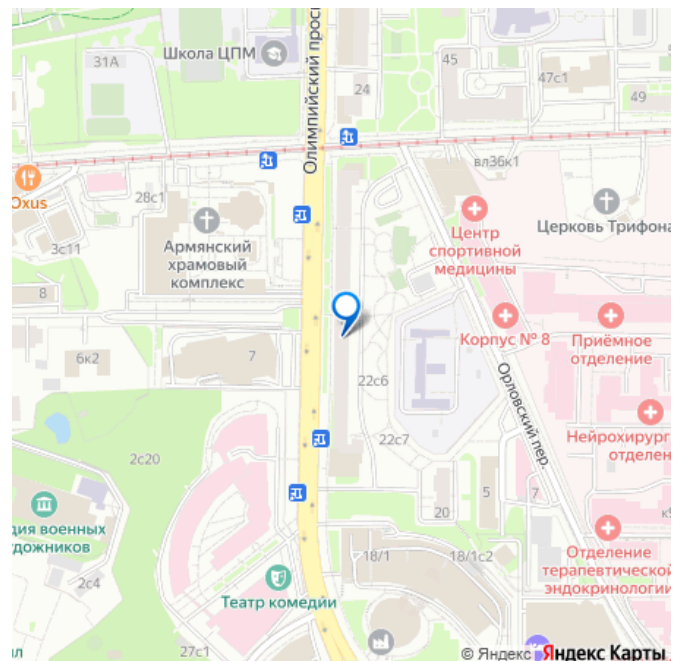 31А
Школа ЦПМ
Олимпийский просп
45
47с1
24
49
вл36к1
Oxus
28с1
Армянский
храмовый
комплекс
3с11
Центр
спортивной
медицины
Церковь Трифона
8
Корпус № 8
Приёмное
отделение
6к2
7
22с6
Орловский пер.
22с7
Нейрохирург
отделен
2с20
5
7
20
дия военных
удожников
2с4
18/1
18/1с2
Отделение
терапевтической
эндокринологии
Театр комедии
27с1
© Яндекс
Яндекс Карты